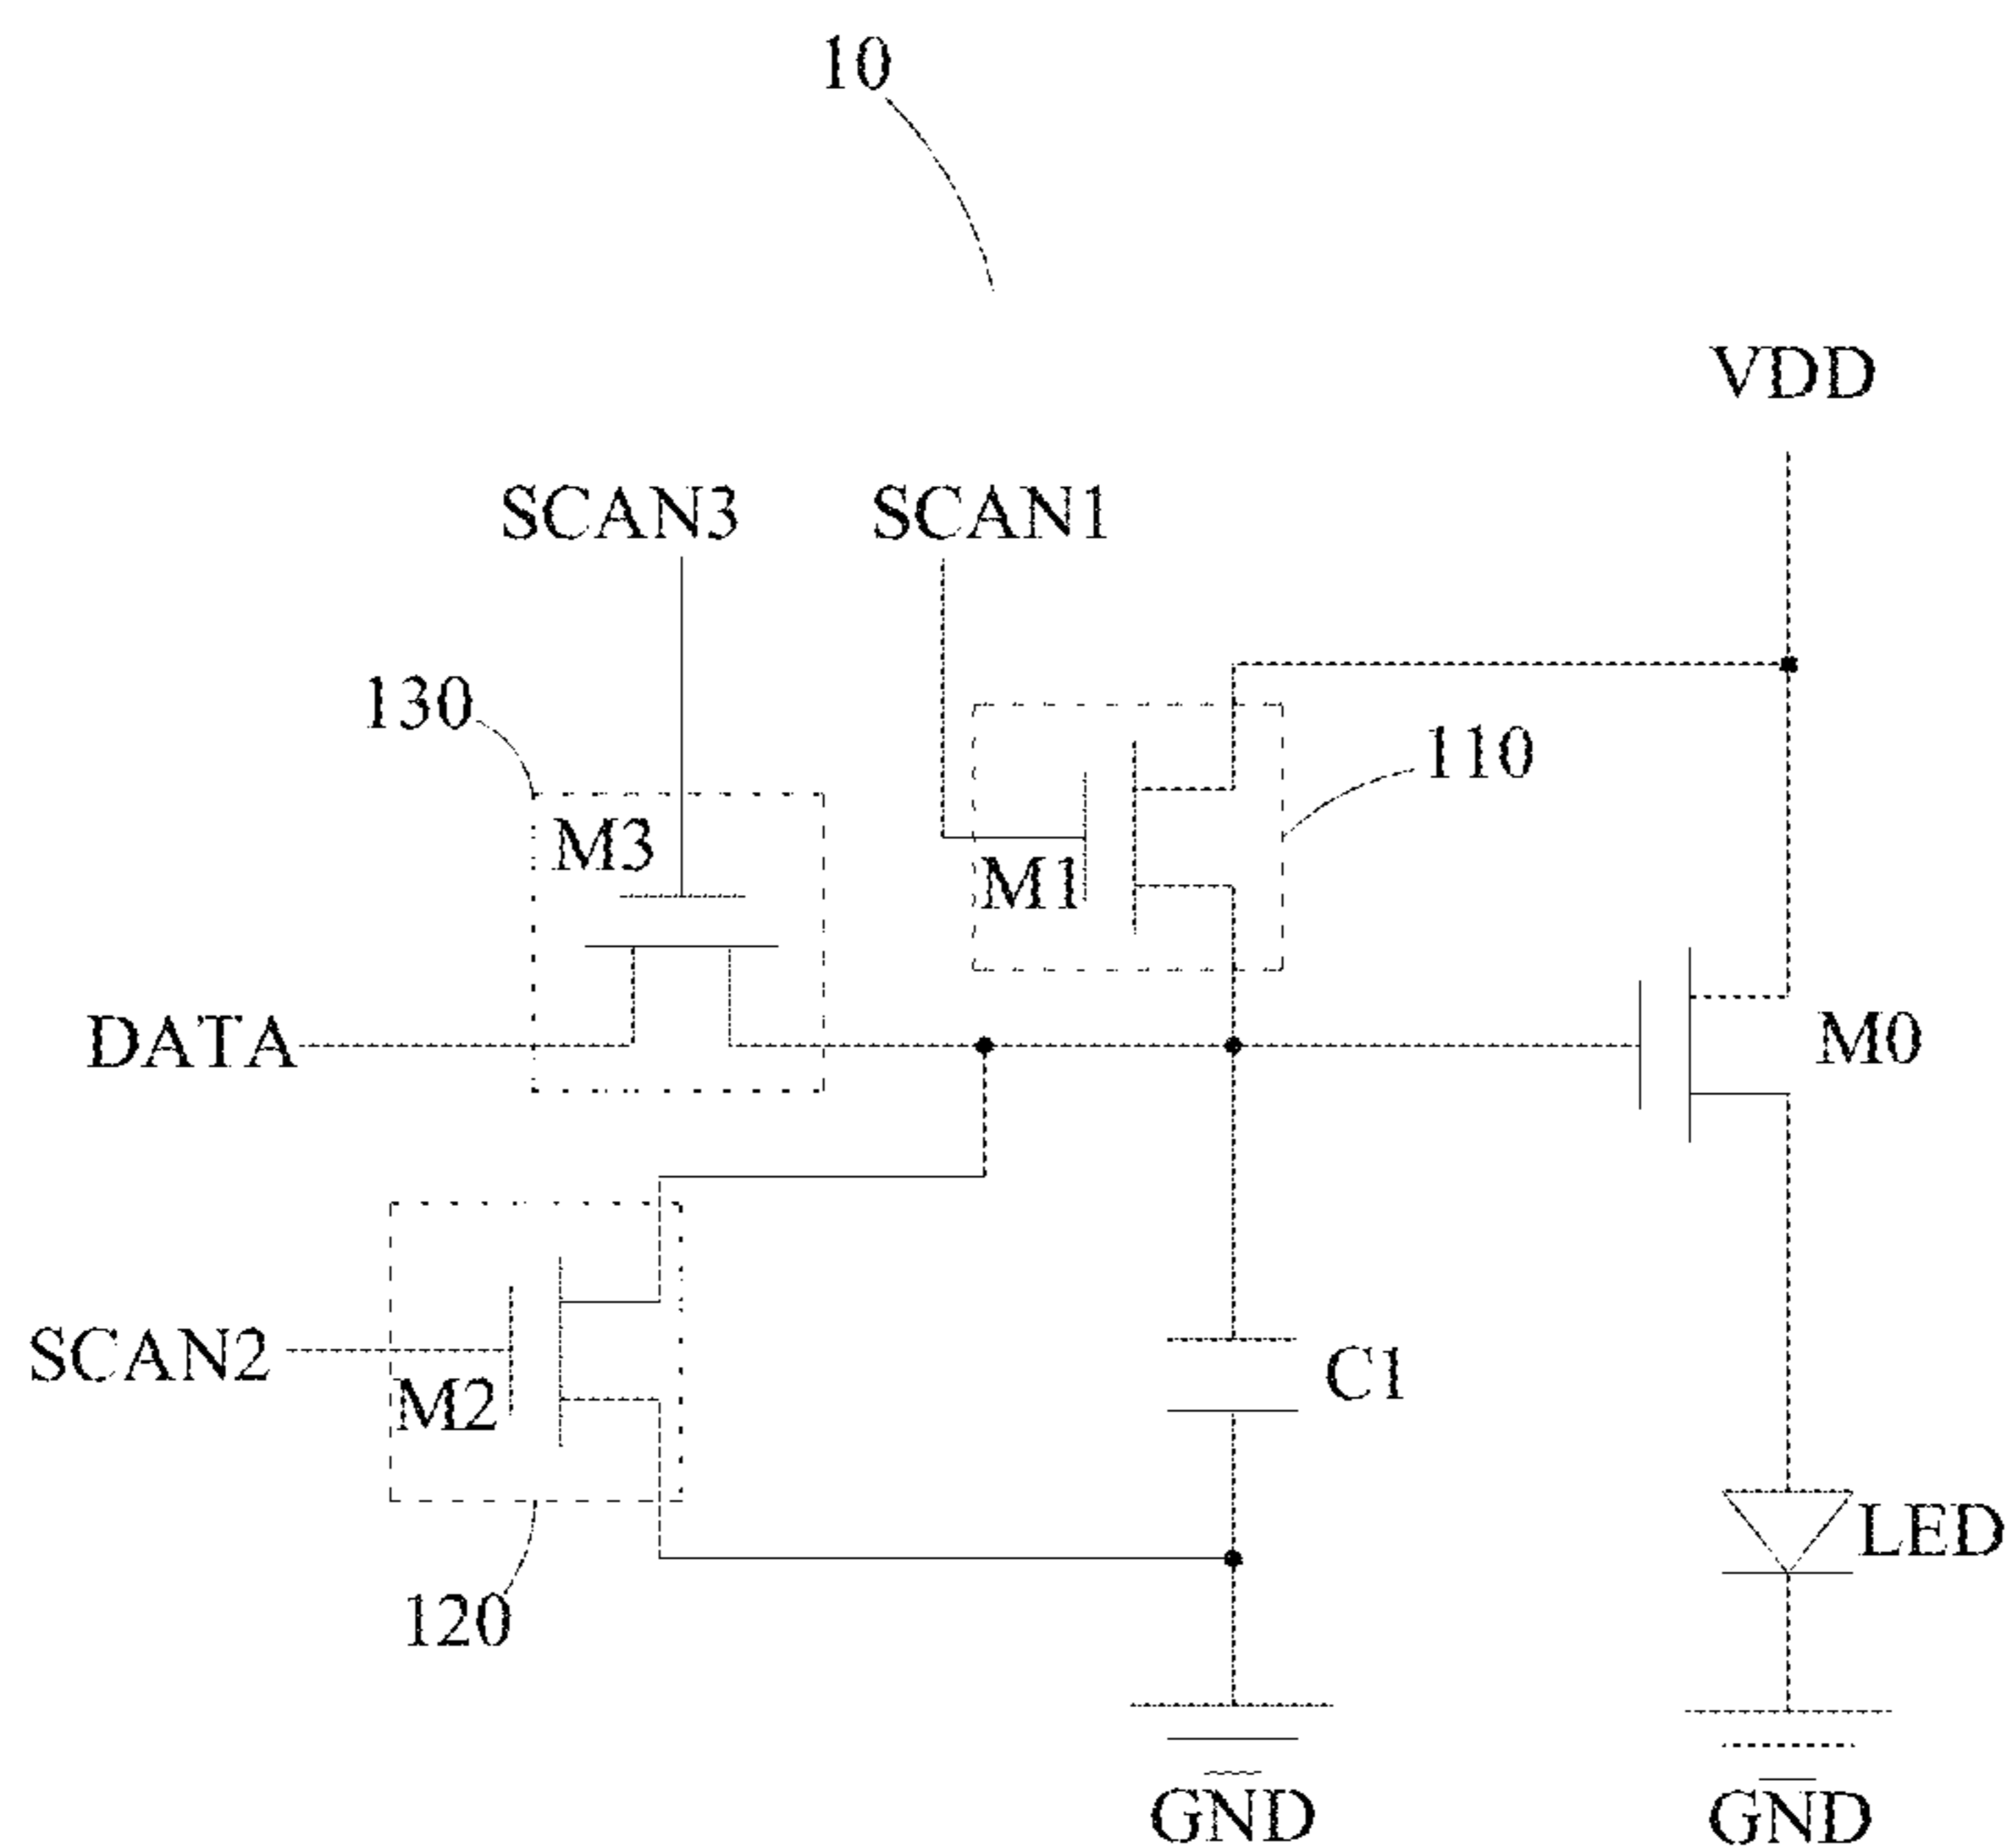 10
VDD
SCAN3
SCAN1
130
110
M3
M1
DATA
M0
SCAN2
M2
C1
LED
120
GND
GND